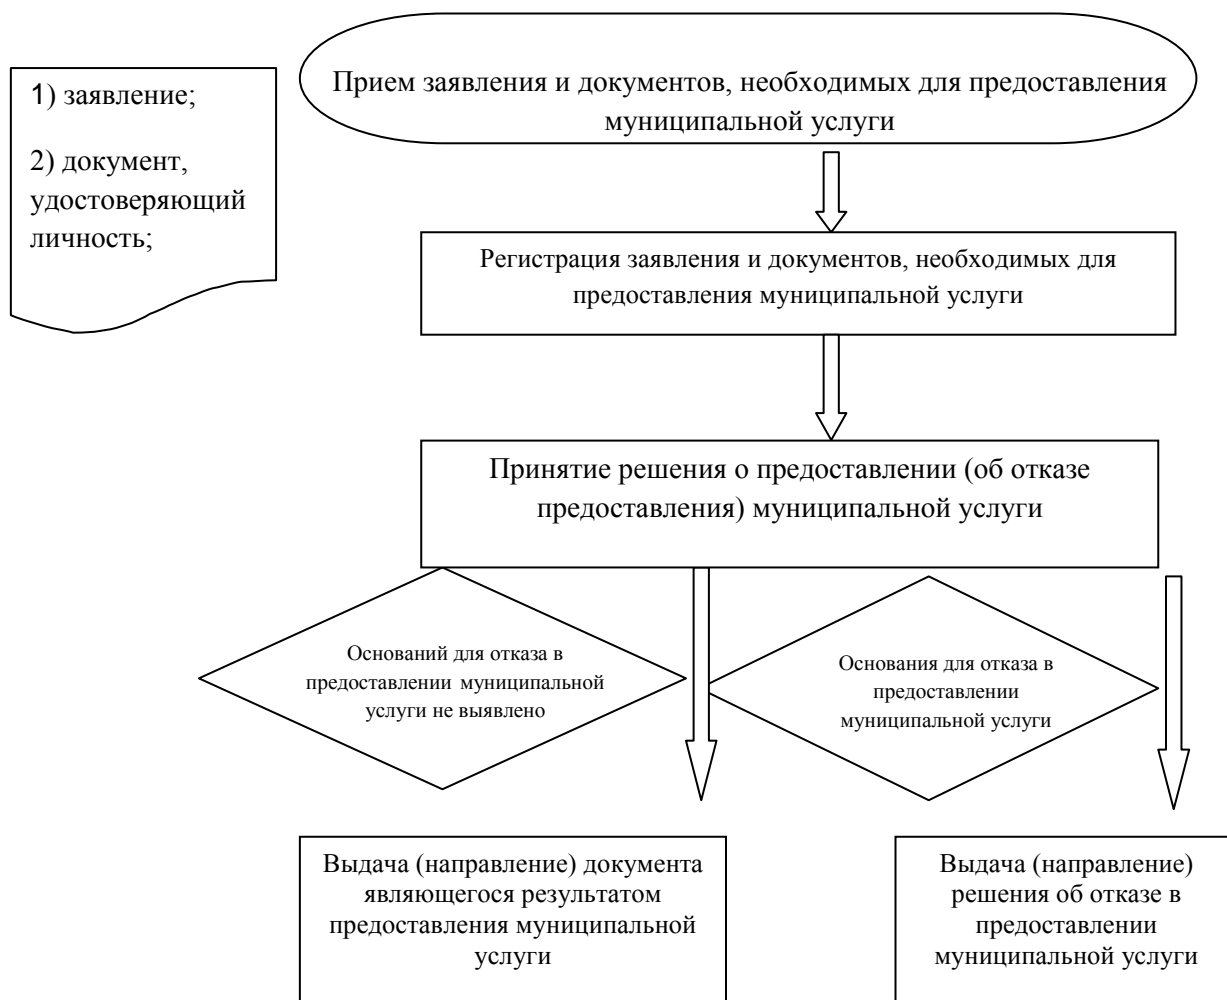 1) заявление;
2) документ,
удостоверяющий
личность;
Прием заявления и документов, необходимых для предоставления
муниципальной услуги
Регистрация заявления и документов, необходимых для
предоставления муниципальной услуги
Принятие решения о предоставлении (об отказе
предоставления) муниципальной услуги
Оснований для отказа в
предоставлении муниципальной
услуги не выявлено
Основания для отказа в
предоставлении
муниципальной услуги
Выдача (направление) документа
являющегося результатом
предоставления муниципальной
услуги
Выдача (направление)
решения об отказе в
предоставлении
муниципальной услуги